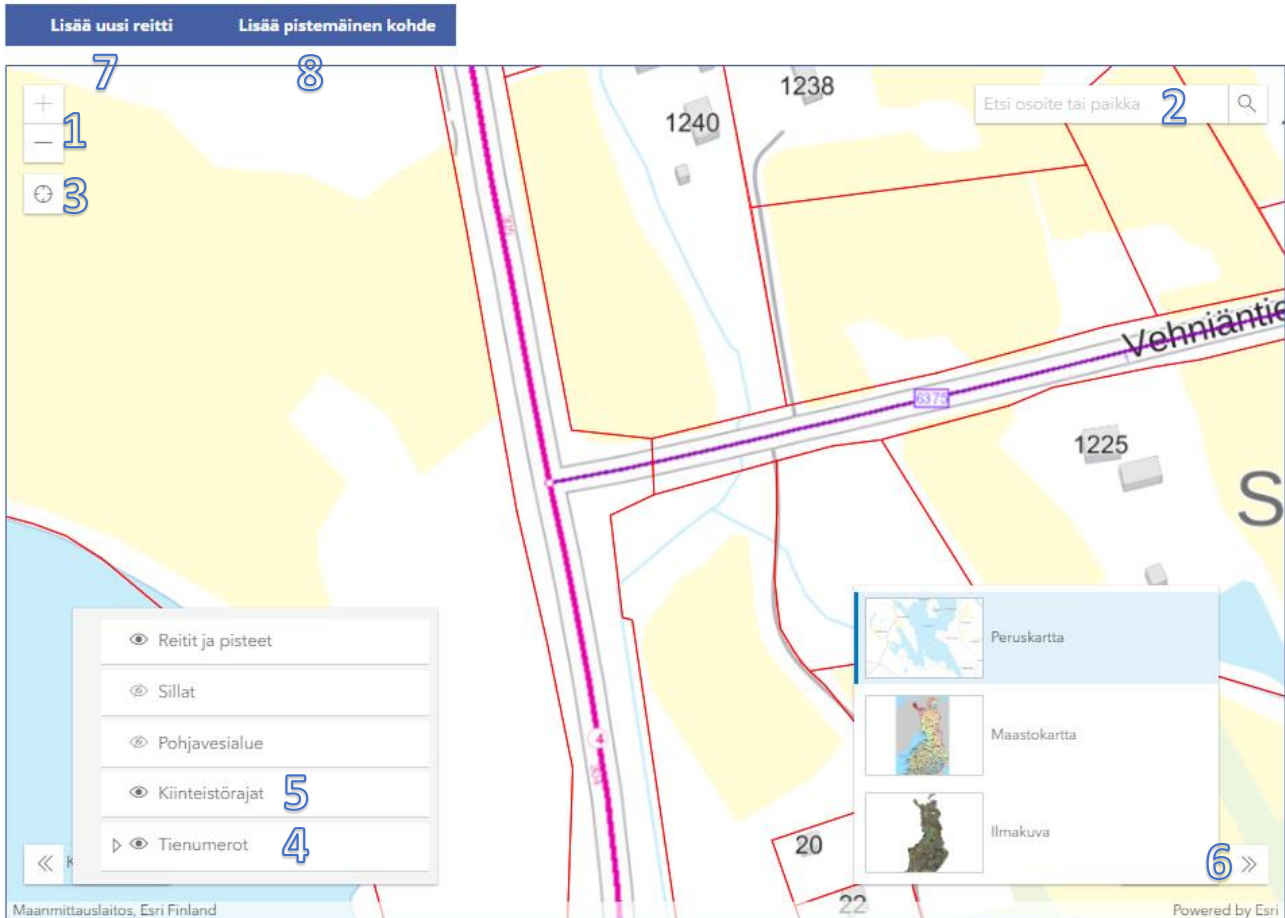 Lisää uusi reitti
Lisää pistemäinen kohde
7
8
1
3
Etsi osoite tai paikka
2
1238
1240
Vehniäntie
1225
S
4
Reitit ja pisteet
Sillat
Pohjavesialue
Kiinteistörajat
5
Tienumerot
4
K
Peruskartta
Maastokartta
Ilmakuva
6
20
22
Maanmittauslaitos, Esri Finland
Powered by Esri